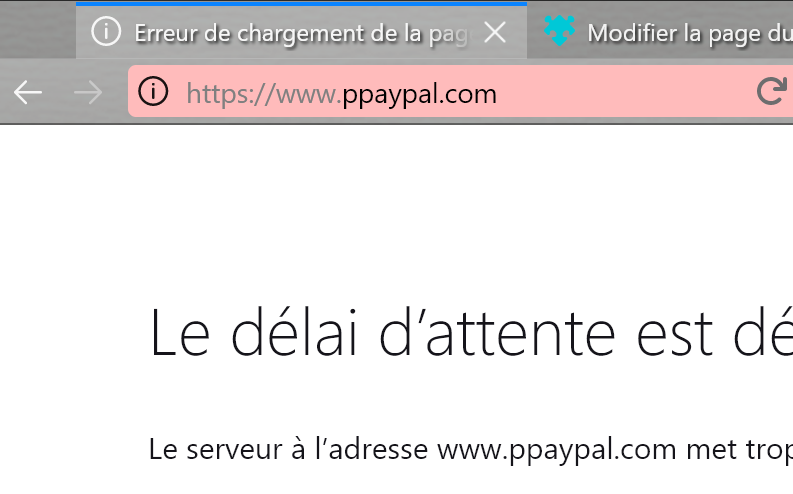 Erreur de chargement de la page
Modifier la page du
https://www.ppaypal.com
Le délai d’attente est dé
Le serveur à l’adresse www.ppaypal.com met trop